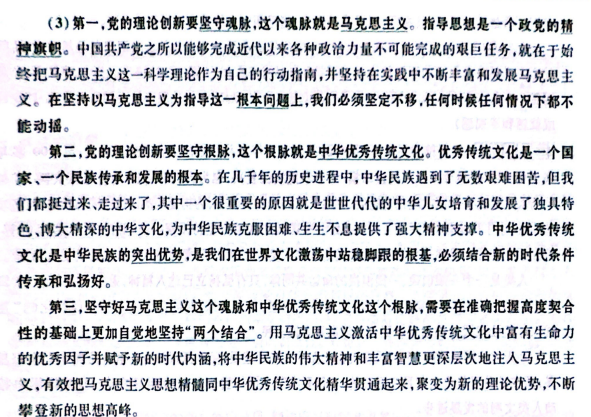 (3)第一,党的理论创新要坚守魂脉,这个魂脉就是马克思主义。指导思想是一个政党的精
神旗帜。中国共产党之所以能够完成近代以来各种政治力量不可能完成的艰巨任务,就在于始
终把马克思主义这一科学理论作为自己的行动指南,并坚持在实践中不断丰富和发展马克思主
义。在坚持以马克思主义为指导这一根本问题上,我们必须坚定不移,任何时候任何情况下都不
能动摇。
第二,党的理论创新要坚守根脉,这个根脉就是中华优秀传统文化。优秀传统文化是一个国
家、一个民族传承和发展的根本。在几千年的历史进程中,中华民族遇到了无数艰难困苦,但我
们都挺过来、走过来了,其中一个很重要的原因就是世世代代的中华儿女培育和发展了独具特
色、博大精深的中华文化,为中华民族克服困难、生生不息提供了强大精神支撑。中华优秀传统
文化是中华民族的突出优势,是我们在世界文化激荡中站稳脚跟的根基,必须结合新的时代条件
传承和弘扬好。
第三,坚守好马克思主义这个魂脉和中华优秀传统文化这个根脉,需要在准确把握高度契合
性的基础上更加自觉地坚持“两个结合”。用马克思主义激活中华优秀传统文化中富有生命力
的优秀因子并赋予新的时代内涵,将中华民族的伟大精神和丰富智慧更深层次地注入马克思主
义,有效把马克思主义思想精髓同中华优秀传统文化精华贯通起来,聚变为新的理论优势,不断
攀登新的思想高峰。